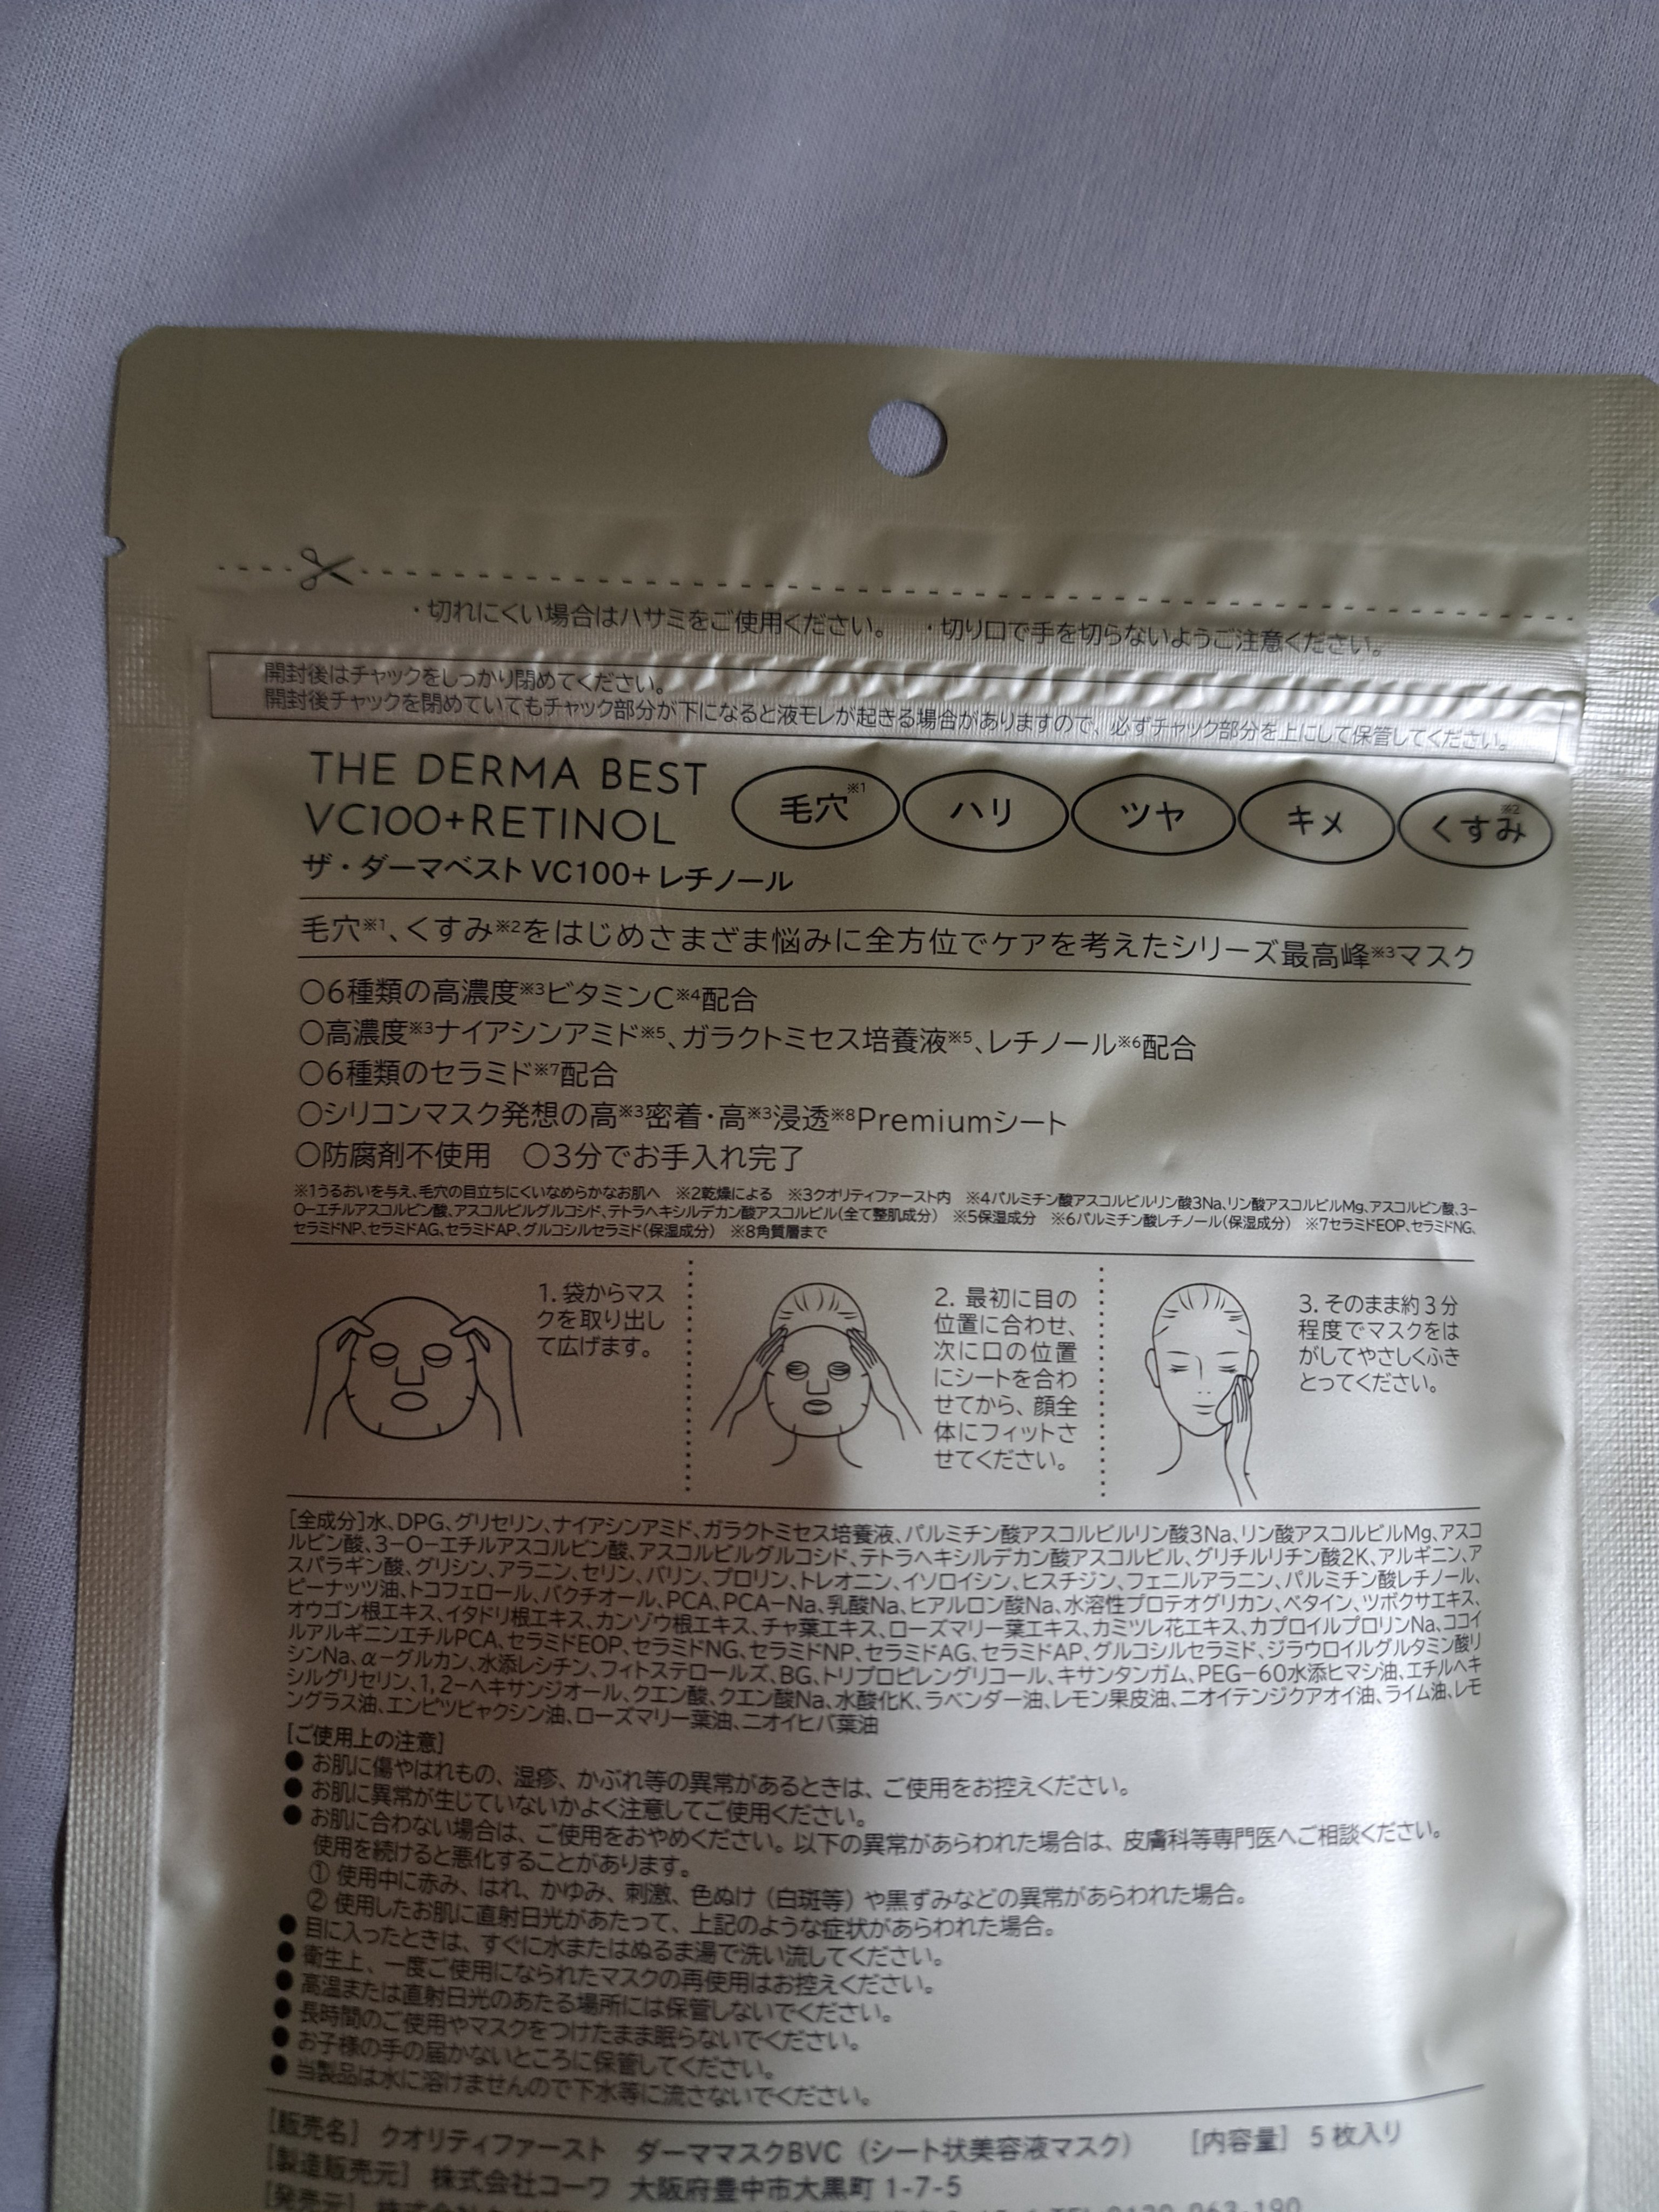 ・切れにくい場合はハサミをご使用ください。 ・切り口で手を切らないようご注意ください。
開封後はチャックをしっかり閉めてください。
開封後チャックを閉めていてもチャック部分が下になると液モレが起きる場合がありますので、必ずチャック部分を上にして保管してください。
THE DERMA BEST
VC100+RETINOL
ザ・ダーマベスト VC100+レチノール
毛穴※1 ハリ ツヤ キメ くすみ※2
毛穴※1、くすみ※2をはじめさまざま悩みに全方位でケアを考えたシリーズ最高峰※3マスク
○6種類の高濃度※3ビタミンC※4配合
○高濃度※3ナイアシンアミド※5、ガラクトミセス培養液※5、レチノール※6配合
○6種類のセラミド※7配合
○シリコンマスク発想の高※3密着・高※3浸透※8Premiumシート
○防腐剤不使用 ○3分でお手入れ完了
※1うるおいを与え、毛穴の目立ちにくいなめらかなお肌へ ※2乾燥による ※3クオリティファースト内 ※4パルミチン酸アスコルビルリン酸3Na、リン酸アスコルビルMg、アスコルビン酸、3-
O-エチルアスコルビン酸、アスコルビルグルコシド、テトラヘキシルデカン酸アスコルビル(全て整肌成分) ※5保湿成分 ※6パルミチン酸レチノール(保湿成分) ※7セラミドEOP、セラミドNG、
セラミドNP、セラミドAG、セラミドAP、グルコシルセラミド(保湿成分) ※8角質層まで
1. 袋からマス
クを取り出し
て広げます。
2. 最初に目の
位置に合わせ、
次に口の位置
にシートを合わ
せてから、顔全
体にフィットさ
せてください。
3. そのまま約3分
程度でマスクをは
がしてやさしくふき
とってください。
[全成分]水、DPG、グリセリン、ナイアシンアミド、ガラクトミセス培養液、パルミチン酸アスコルビルリン酸3Na、リン酸アスコルビルMg、アスコ
ルビン酸、3-O-エチルアスコルビン酸、アスコルビルグルコシド、テトラヘキシルデカン酸アスコルビル、グリチルリチン酸2K、アルギニン、ア
スパラギン酸、グリシン、アラニン、セリン、バリン、プロリン、トレオニン、イソロイシン、ヒスチジン、フェニルアラニン、パルミチン酸レチノール、
ピーナッツ油、トコフェロール、バクチオール、PCA、PCA-Na、乳酸Na、ヒアルロン酸Na、水溶性プロテオグリカン、ベタイン、ツボクサエキス、
オウゴン根エキス、イタドリ根エキス、カンゾウ根エキス、チャ葉エキス、ローズマリー葉エキス、カミツレ花エキス、カプロイルプロリンNa、ココイ
ルアルギニンエチルPCA、セラミドEOP、セラミドNG、セラミドNP、セラミドAG、セラミドAP、グルコシルセラミド、ジラウロイルグルタミン酸リ
シンNa、α-グルカン、水添レシチン、フィトステロールズ、BG、トリプロピレングリコール、キサンタンガム、PEG-60水添ヒマシ油、エチルヘキ
シルグリセリン、1,2-ヘキサンジオール、クエン酸、クエン酸Na、水酸化K、ラベンダー油、レモン果皮油、ニオイテンジクアオイ油、ライム油、レモ
ングラス油、エンピツビャクシン油、ローズマリー葉油、ニオイヒバ葉油
[ご使用上の注意]
● お肌に傷やはれもの、湿疹、かぶれ等の異常があるときは、ご使用をお控えください。
● お肌に異常が生じていないかよく注意してご使用ください。
● お肌に合わない場合は、ご使用をおやめください。以下の異常があらわれた場合は、皮膚科等専門医へご相談ください。
使用を続けると悪化することがあります。
① 使用中に赤み、はれ、かゆみ、刺激、色ぬけ（白斑等）や黒ずみなどの異常があらわれた場合。
② 使用したお肌に直射日光があたって、上記のような症状があらわれた場合。
● 目に入ったときは、すぐに水またはぬるま湯で洗い流してください。
● 衛生上、一度ご使用になられたマスクの再使用はお控えください。
● 高温または直射日光のあたる場所には保管しないでください。
● 長時間のご使用やマスクをつけたまま眠らないでください。
● お子様の手の届かないところに保管してください。
● 当製品は水に溶けませんので下水等に流さないでください。
[販売名] クオリティファースト ダーママスクBVC（シート状美容液マスク） [内容量] 5枚入り
[製造販売元] 株式会社コーワ 大阪府豊中市大黒町 1-7-5
[発売元] 株式会社